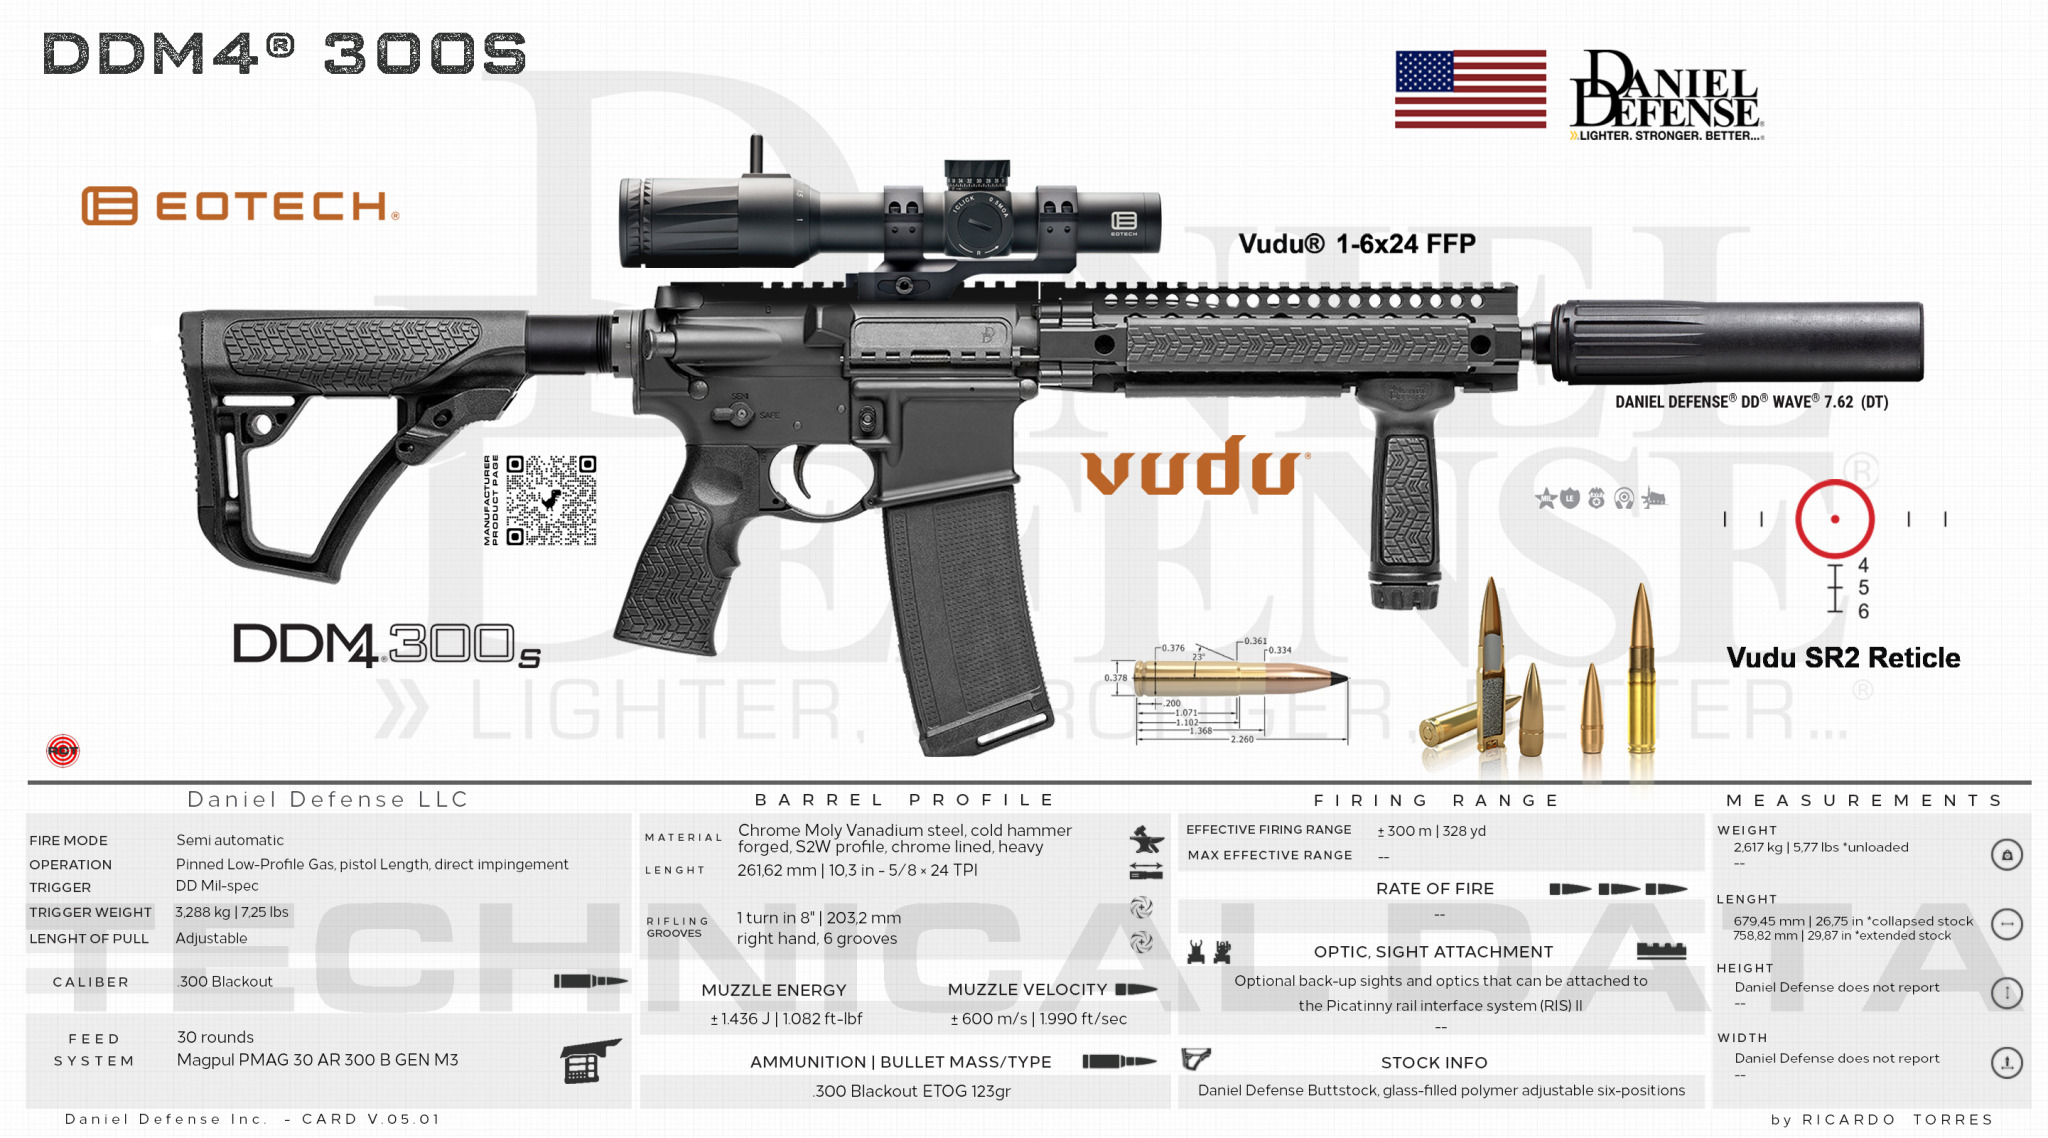 DDM4® 300S
DANIEL
DEFENSE®
LIGHTER. STRONGER. BETTER...®
EOTECH®
1 CLICK 0.5 MOA
R
EOTECH
Vudu® 1-6x24 FFP
SEMI
SAFE
DANIEL DEFENSE® DD® WAVE® 7.62 (DT)
MANUFACTURER
PRODUCT PAGE
vudu®
MIL
LE
4
5
6
Vudu SR2 Reticle
DDM4®300s
0.376
23°
0.361
0.334
0.378
.200
1.071
1.102
1.368
2.260
DANIEL
DEFENSE®
LIGHTER, STRONGER, BETTER...®
TECHNICAL DATA
Daniel Defense LLC
FIRE MODE Semi automatic
OPERATION Pinned Low-Profile Gas, pistol Length, direct impingement
TRIGGER DD Mil-spec
TRIGGER WEIGHT 3,288 kg | 7,25 lbs
LENGHT OF PULL Adjustable
CALIBER .300 Blackout
FEED SYSTEM
30 rounds
Magpul PMAG 30 AR 300 B GEN M3
BARREL PROFILE
MATERIAL Chrome Moly Vanadium steel, cold hammer
forged, S2W profile, chrome lined, heavy
LENGHT 261,62 mm | 10,3 in - 5/8 × 24 TPI
RIFLING
GROOVES
1 turn in 8" | 203,2 mm
right hand, 6 grooves
MUZZLE ENERGY
± 1.436 J | 1.082 ft-lbf
MUZZLE VELOCITY
± 600 m/s | 1.990 ft/sec
AMMUNITION | BULLET MASS/TYPE
.300 Blackout ETOG 123gr
FIRING RANGE
EFFECTIVE FIRING RANGE ± 300 m | 328 yd
MAX EFFECTIVE RANGE --
RATE OF FIRE
--
OPTIC, SIGHT ATTACHMENT
Optional back-up sights and optics that can be attached to
the Picatinny rail interface system (RIS) II
--
STOCK INFO
Daniel Defense Buttstock, glass-filled polymer adjustable six-positions
MEASUREMENTS
WEIGHT
2,617 kg | 5,77 lbs *unloaded
--
LENGHT
679,45 mm | 26,75 in *collapsed stock
758,82 mm | 29,87 in *extended stock
HEIGHT
Daniel Defense does not report
--
WIDTH
Daniel Defense does not report
--
Daniel Defense Inc. - CARD V.05.01
by RICARDO TORRES